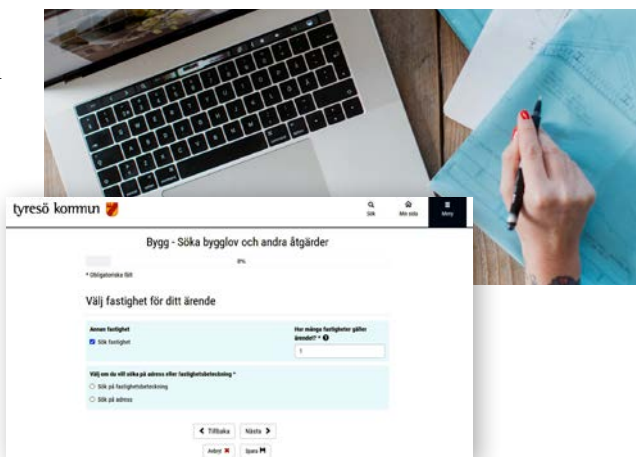 tyresö kommun
Sök
Min sida
Meny
Bygg - Söka bygglov och andra åtgärder
0%
* Obligatoriska fält
Välj fastighet för ditt ärende
Annan fastighet
Sök fastighet
Hur många fastigheter gäller
ärendet? *
1
Välj om du vill söka på adress eller fastighetsbeteckning *
Sök på fastighetsbeteckning
Sök på adress
Tillbaka
Nästa
Avbryt
Spara